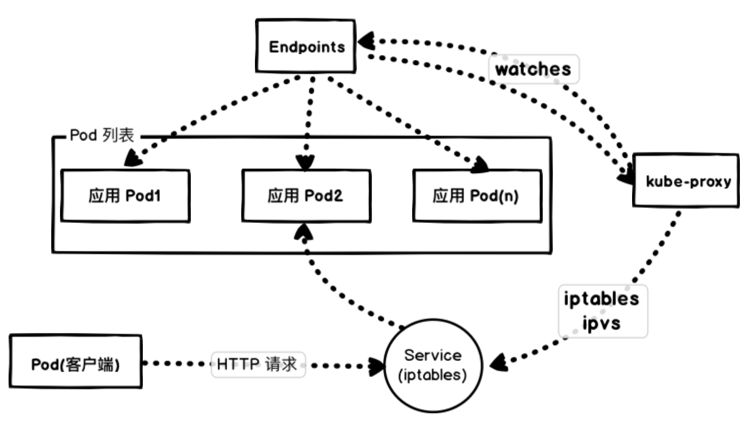 Endpoints
watches
Pod 列表
应用 Pod1
应用 Pod2
应用 Pod(n)
kube-proxy
iptables
ipvs
Service
(iptables)
Pod(客户端)
HTTP 请求